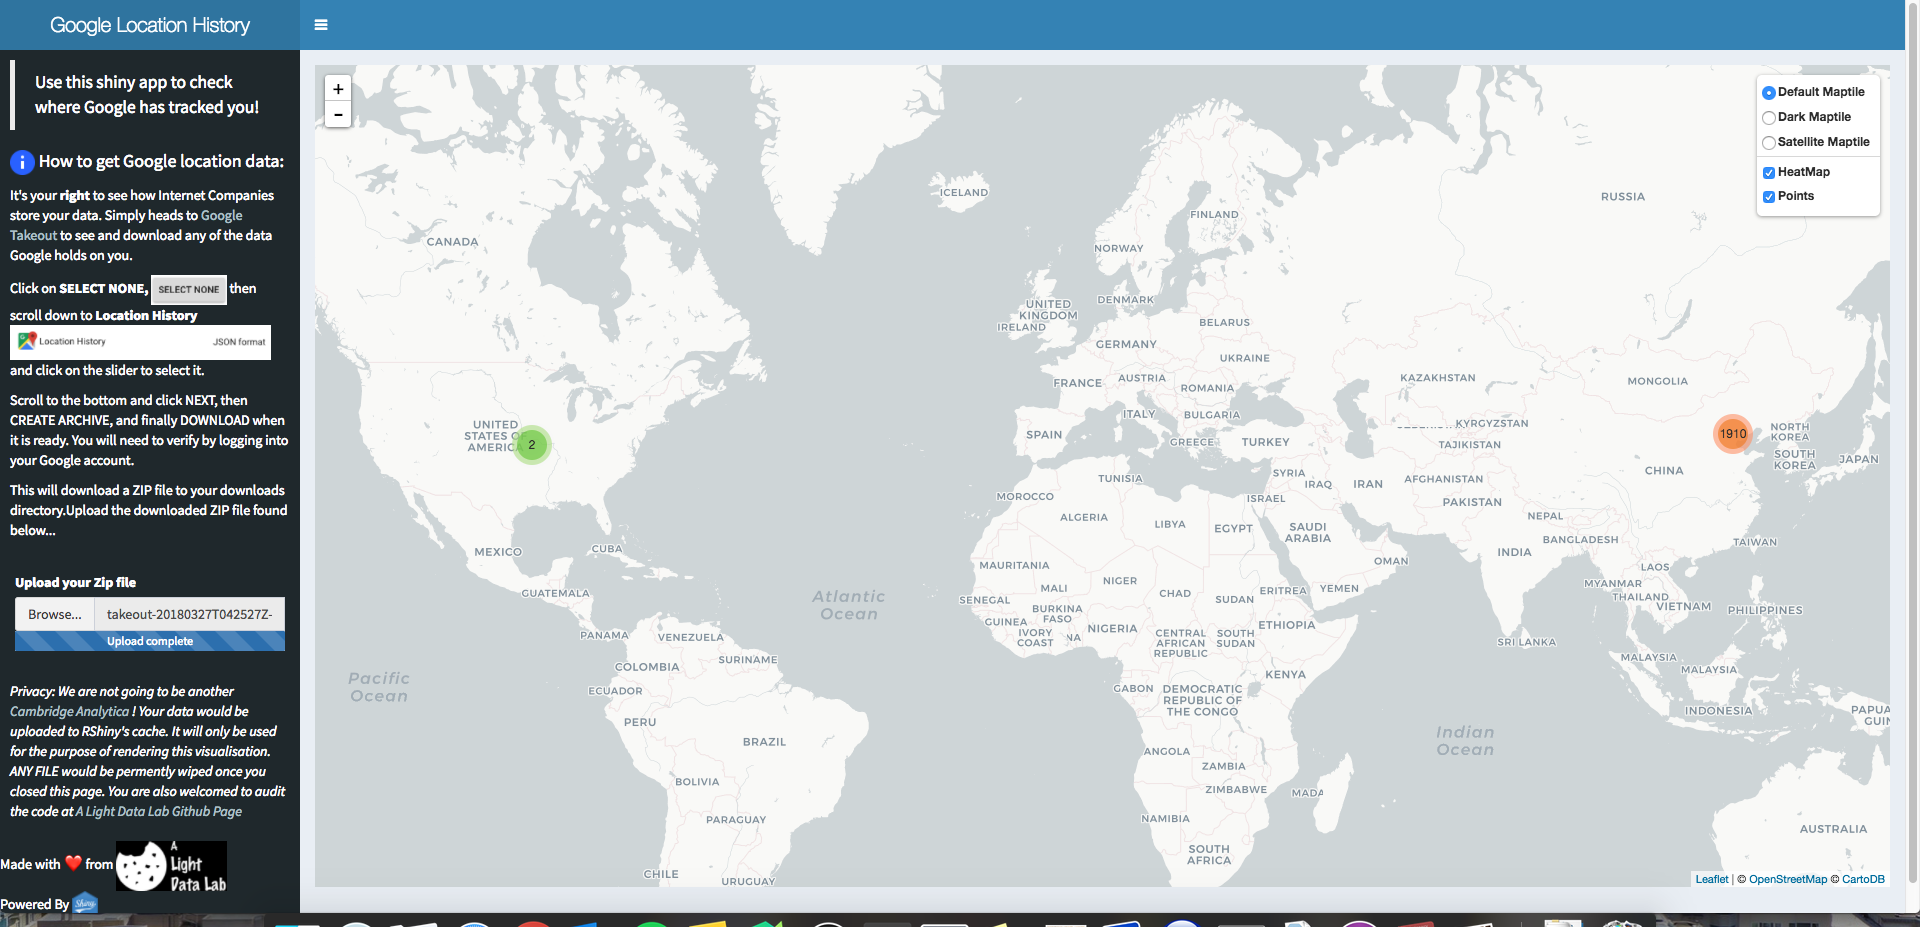 Google Location History
Use this shiny app to check
where Google has tracked you!
How to get Google location data:
It's your right to see how Internet Companies
store your data. Simply heads to Google
Takeout to see and download any of the data
Google holds on you.
Click on SELECT NONE, SELECT NONE then
scroll down to Location History
Location History JSON format
and click on the slider to select it.
Scroll to the bottom and click NEXT, then
CREATE ARCHIVE, and finally DOWNLOAD when
it is ready. You will need to verify by logging into
your Google account.
This will download a ZIP file to your downloads
directory.Upload the downloaded ZIP file found
below...
Upload your Zip file
Browse... takeout-20180327T042527Z-
Upload complete
Privacy: We are not going to be another
Cambridge Analytica ! Your data would be
uploaded to RShiny's cache. It will only be used
for the purpose of rendering this visualisation.
ANY FILE would be permently wiped once you
closed this page. You are also welcomed to audit
the code at A Light Data Lab Github Page
Made with ❤️ from
A
Light
Data Lab
Powered By Shiny
+
-
Default Maptile
Dark Maptile
Satellite Maptile
HeatMap
Points
ICELAND
RUSSIA
FINLAND
CANADA
NORWAY
DENMARK
UNITED
KINGDOM
IRELAND
BELARUS
GERMANY
UKRAINE
FRANCE
AUSTRIA
ROMANIA
KAZAKHSTAN
MONGOLIA
ITALY
BULGARIA
UNITED
STATES OF
AMERICA
2
SPAIN
GREECE
TURKEY
KYRGYZSTAN
TAJIKISTAN
1910
NORTH
KOREA
SOUTH
KOREA
JAPAN
CHINA
TUNISIA
SYRIA
IRAQ
IRAN
AFGHANISTAN
MOROCCO
ISRAEL
PAKISTAN
ALGERIA
LIBYA
EGYPT
SAUDI
ARABIA
NEPAL
BANGLADESH
TAIWAN
MEXICO
CUBA
INDIA
OMAN
MAURITANIA
LAOS
GUATEMALA
MALI
NIGER
CHAD
SUDAN
ERITREA
YEMEN
MYANMAR
THAILAND
VIETNAM
PHILIPPINES
Atlantic
Ocean
SENEGAL
BURKINA
FASO
GUINEA
IVORY
COAST
NA
NIGERIA
CENTRAL
AFRICAN
REPUBLIC
SOUTH
SUDAN
ETHIOPIA
SRI LANKA
PANAMA
VENEZUELA
SURINAME
COLOMBIA
MALAYSIA
MALAYSIA
KENYA
Pacific
Ocean
ECUADOR
GABON
DEMOCRATIC
REPUBLIC OF
THE CONGO
INDONESIA
PAPUA
GUIN
PERU
BRAZIL
Indian
Ocean
ANGOLA
ZAMBIA
BOLIVIA
ZIMBABWE
MADA
PARAGUAY
NAMIBIA
AUSTRALIA
SOUTH
AFRICA
CHILE
URUGUAY
Leaflet | © OpenStreetMap © CartoDB